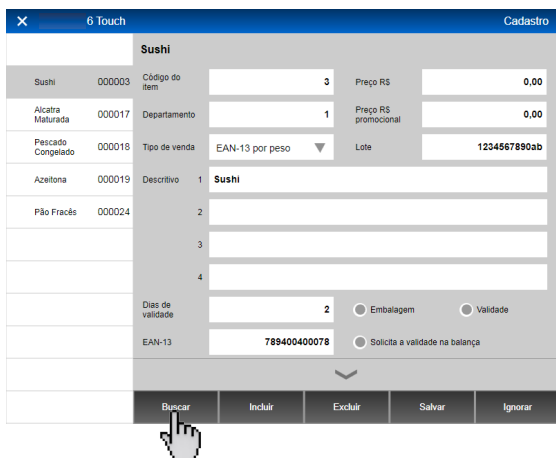 6 Touch
Cadastro
Sushi
Sushi 000003
Alcatra
Maturada
000017
Pescado
Congelado
000018
Azeitona 000019
Pão Fracês 000024
Código do
item
3
Preço R$ 0,00
Departamento 1
Preço R$
promocional
0,00
Tipo de venda EAN-13 por peso
Lote 1234567890ab
Descritivo 1 Sushi
2
3
4
Dias de
validade
2
Embalagem
Validade
EAN-13 789400400078
Solicita a validade na balança
Buscar Incluir Excluir Salvar Ignorar